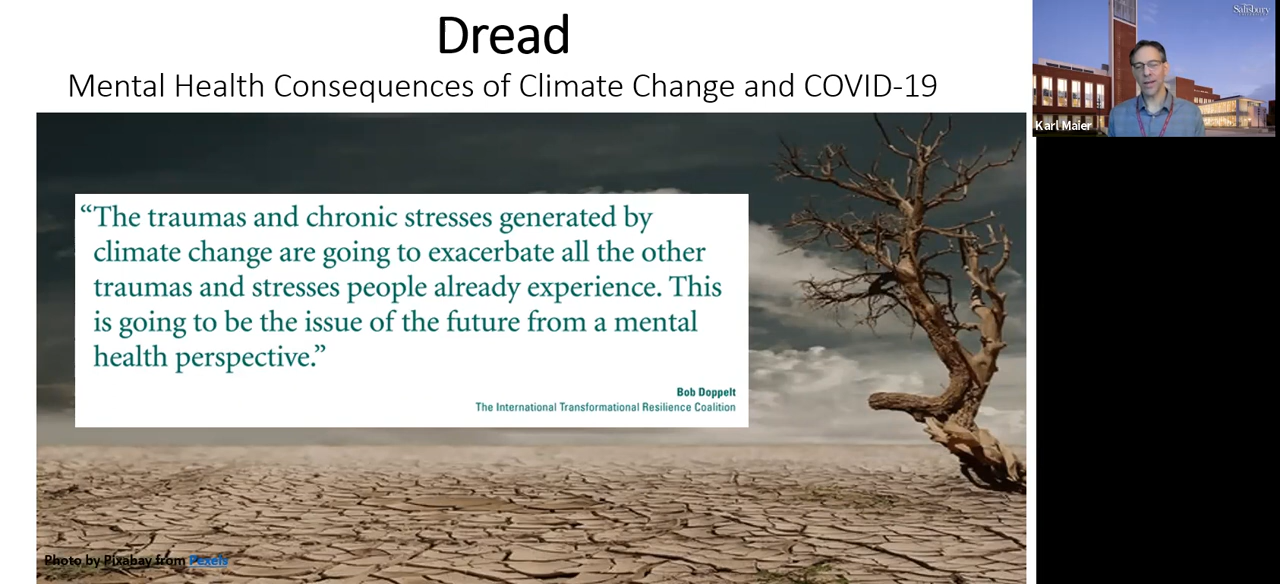 Dread
Mental Health Consequences of Climate Change and COVID-19
“The traumas and chronic stresses generated by
climate change are going to exacerbate all the other
traumas and stresses people already experience. This
is going to be the issue of the future from a mental
health perspective.”
Bob Doppelt
The International Transformational Resilience Coalition
Photo by Pixabay from Pexels
Salisbury
Karl Maier